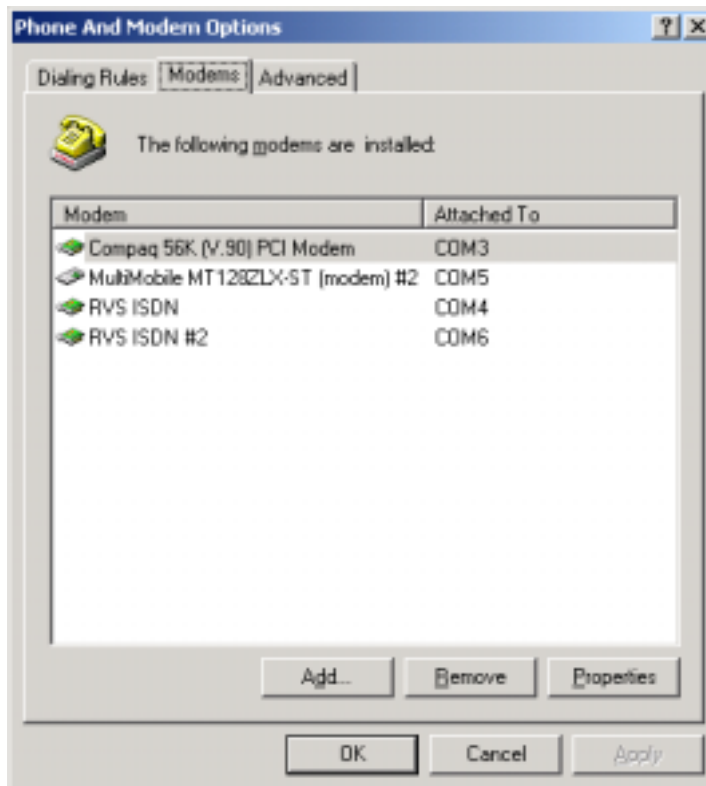 Phone And Modem Options
Dialing Rules Modems Advanced
The following modems are installed:
Modem Attached To
Compaq 56K (V.90) PCI Modem COM3
MultiMobile MT128ZLX-ST (modem) #2 COM5
RVS ISDN COM4
RVS ISDN #2 COM6
Add... Remove Properties
OK Cancel Apply